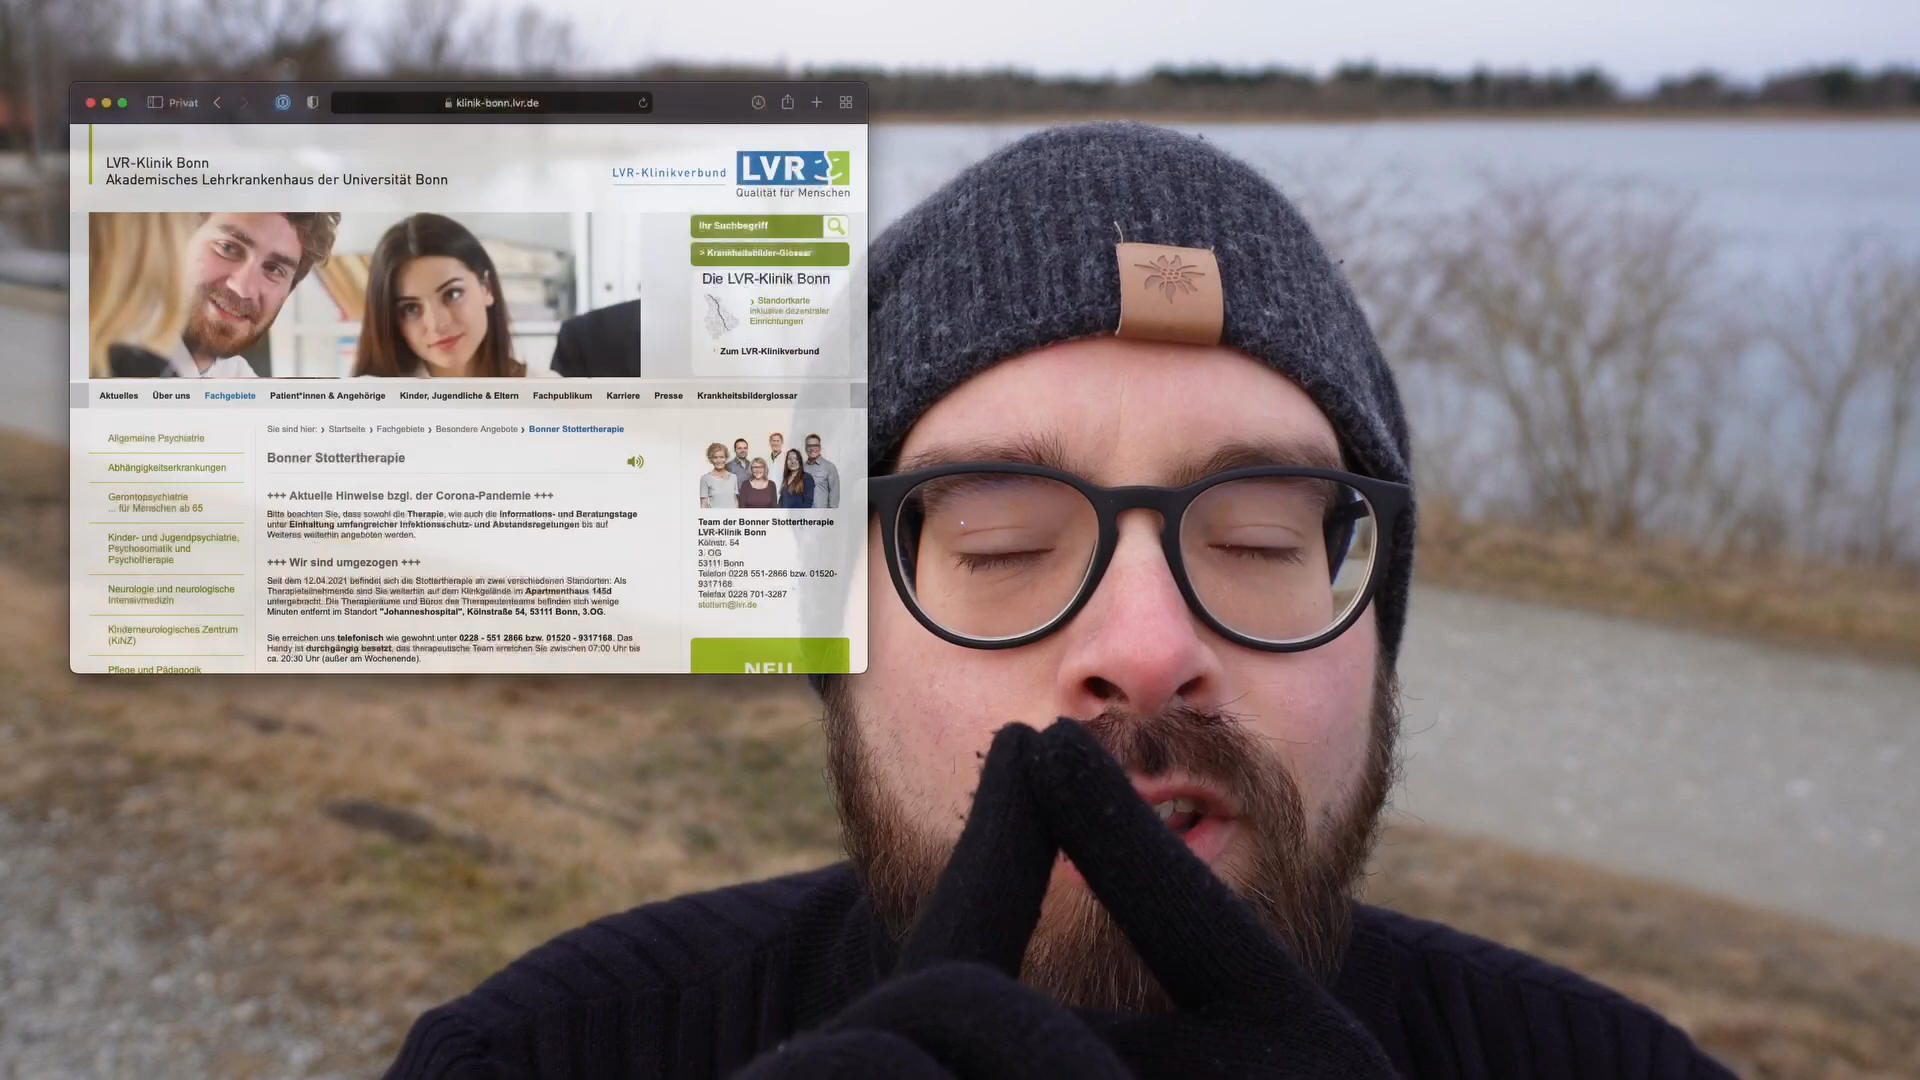 Privat
klinik-bonn.lvr.de
LVR-Klinik Bonn
Akademisches Lehrkrankenhaus der Universität Bonn
LVR-Klinikverbund
LVR
Qualität für Menschen
Ihr Suchbegriff
> Krankheitsbilder-Glossar
Die LVR-Klinik Bonn
› Standortkarte
inklusive dezentraler
Einrichtungen
› Zum LVR-Klinikverbund
Aktuelles Über uns Fachgebiete Patient*innen & Angehörige Kinder, Jugendliche & Eltern Fachpublikum Karriere Presse Krankheitsbilderglossar
Allgemeine Psychiatrie
Abhängigkeitserkrankungen
Gerontopsychiatrie
... für Menschen ab 65
Kinder- und Jugendpsychiatrie,
Psychosomatik und
Psychotherapie
Neurologie und neurologische
Intensivmedizin
Kinderneurologisches Zentrum
(KiNZ)
Pflege und Pädagogik
Sie sind hier: › Startseite › Fachgebiete › Besondere Angebote › Bonner Stottertherapie
Bonner Stottertherapie
+++ Aktuelle Hinweise bzgl. der Corona-Pandemie +++
Bitte beachten Sie, dass sowohl die Therapie, wie auch die Informations- und Beratungstage
unter Einhaltung umfangreicher Infektionsschutz- und Abstandsregelungen bis auf
Weiteres weiterhin angeboten werden.
+++ Wir sind umgezogen +++
Seit dem 12.04.2021 befindet sich die Stottertherapie an zwei verschiedenen Standorten: Als
Therapieteilnehmende sind Sie weiterhin auf dem Klinikgelände im Apartmenthaus 145d
untergebracht. Die Therapieräume und Büros des Therapeutenteams befinden sich wenige
Minuten entfernt im Standort "Johanneshospital", Kölnstraße 54, 53111 Bonn, 3.OG.
Sie erreichen uns telefonisch wie gewohnt unter 0228 - 551 2866 bzw. 01520 - 9317168. Das
Handy ist durchgängig besetzt, das therapeutische Team erreichen Sie zwischen 07:00 Uhr bis
ca. 20:30 Uhr (außer am Wochenende).
Team der Bonner Stottertherapie
LVR-Klinik Bonn
Kölnstr. 54
3. OG
53111 Bonn
Telefon 0228 551-2866 bzw. 01520-
9317168
Telefax 0228 701-3287
stottern@lvr.de
NEU